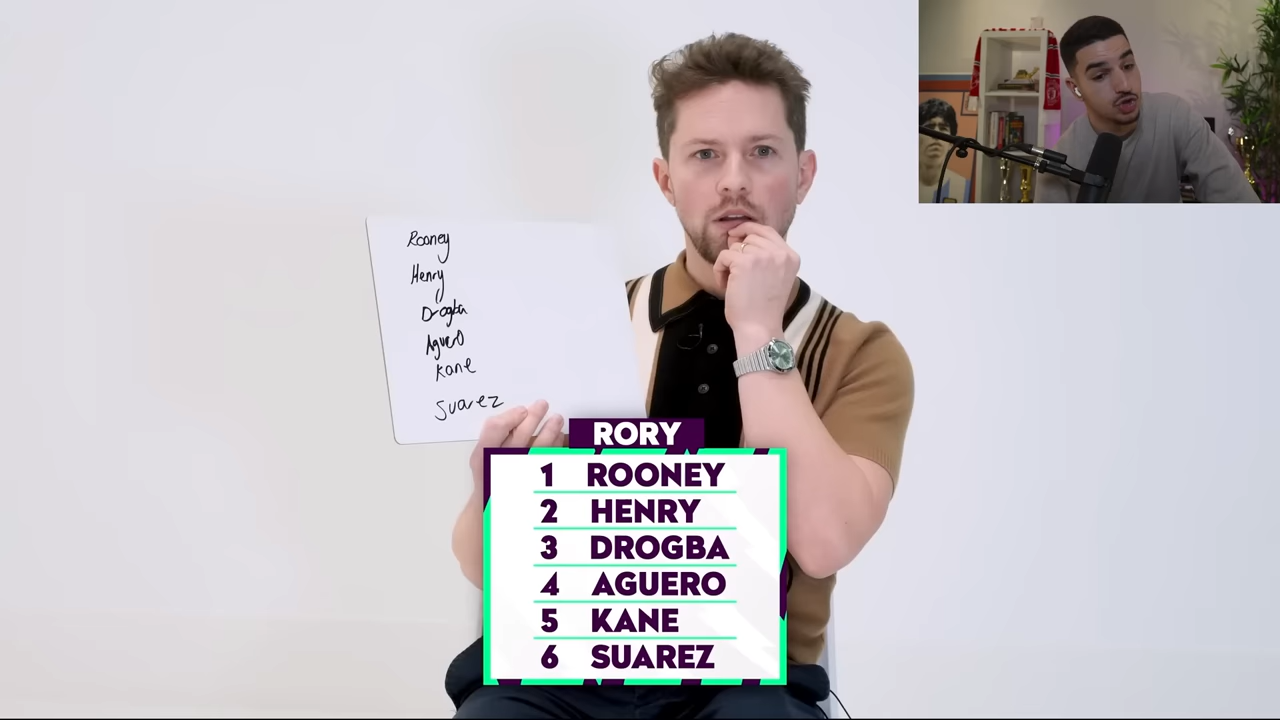 Rooney
Henry
Drogba
Aguero
Kane
Suarez
RORY
1 ROONEY
2 HENRY
3 DROGBA
4 AGUERO
5 KANE
6 SUAREZ